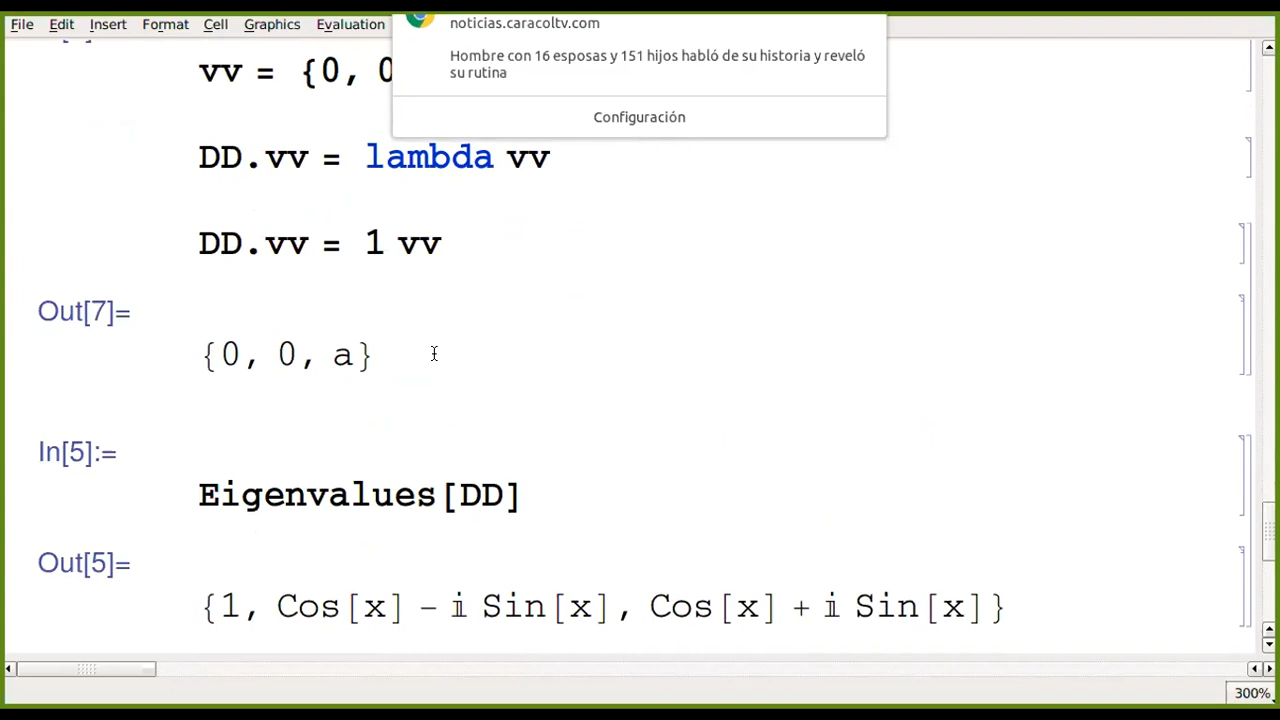 File Edit Insert Format Cell Graphics Evaluation
noticias.caracoltv.com
Hombre con 16 esposas y 151 hijos habló de su historia y reveló
su rutina
Configuración
vv = {0, 0
DD.vv = lambda vv
DD.vv = 1 vv
Out[7]=
{0, 0, a}
In[5]:=
Eigenvalues[DD]
Out[5]=
{1, Cos[x] - i Sin[x], Cos[x] + i Sin[x]}
300%